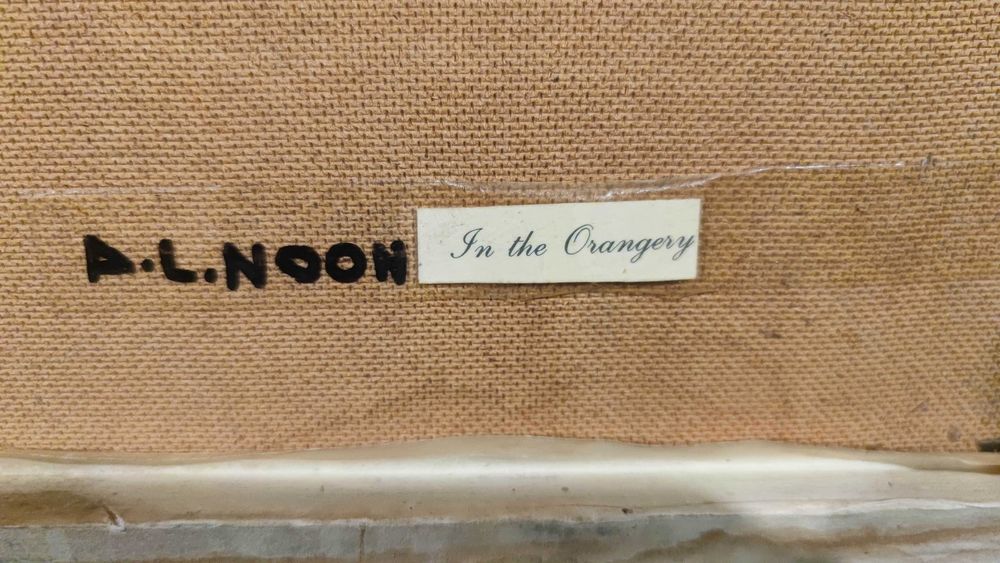 A.L.NOON In the Orangery